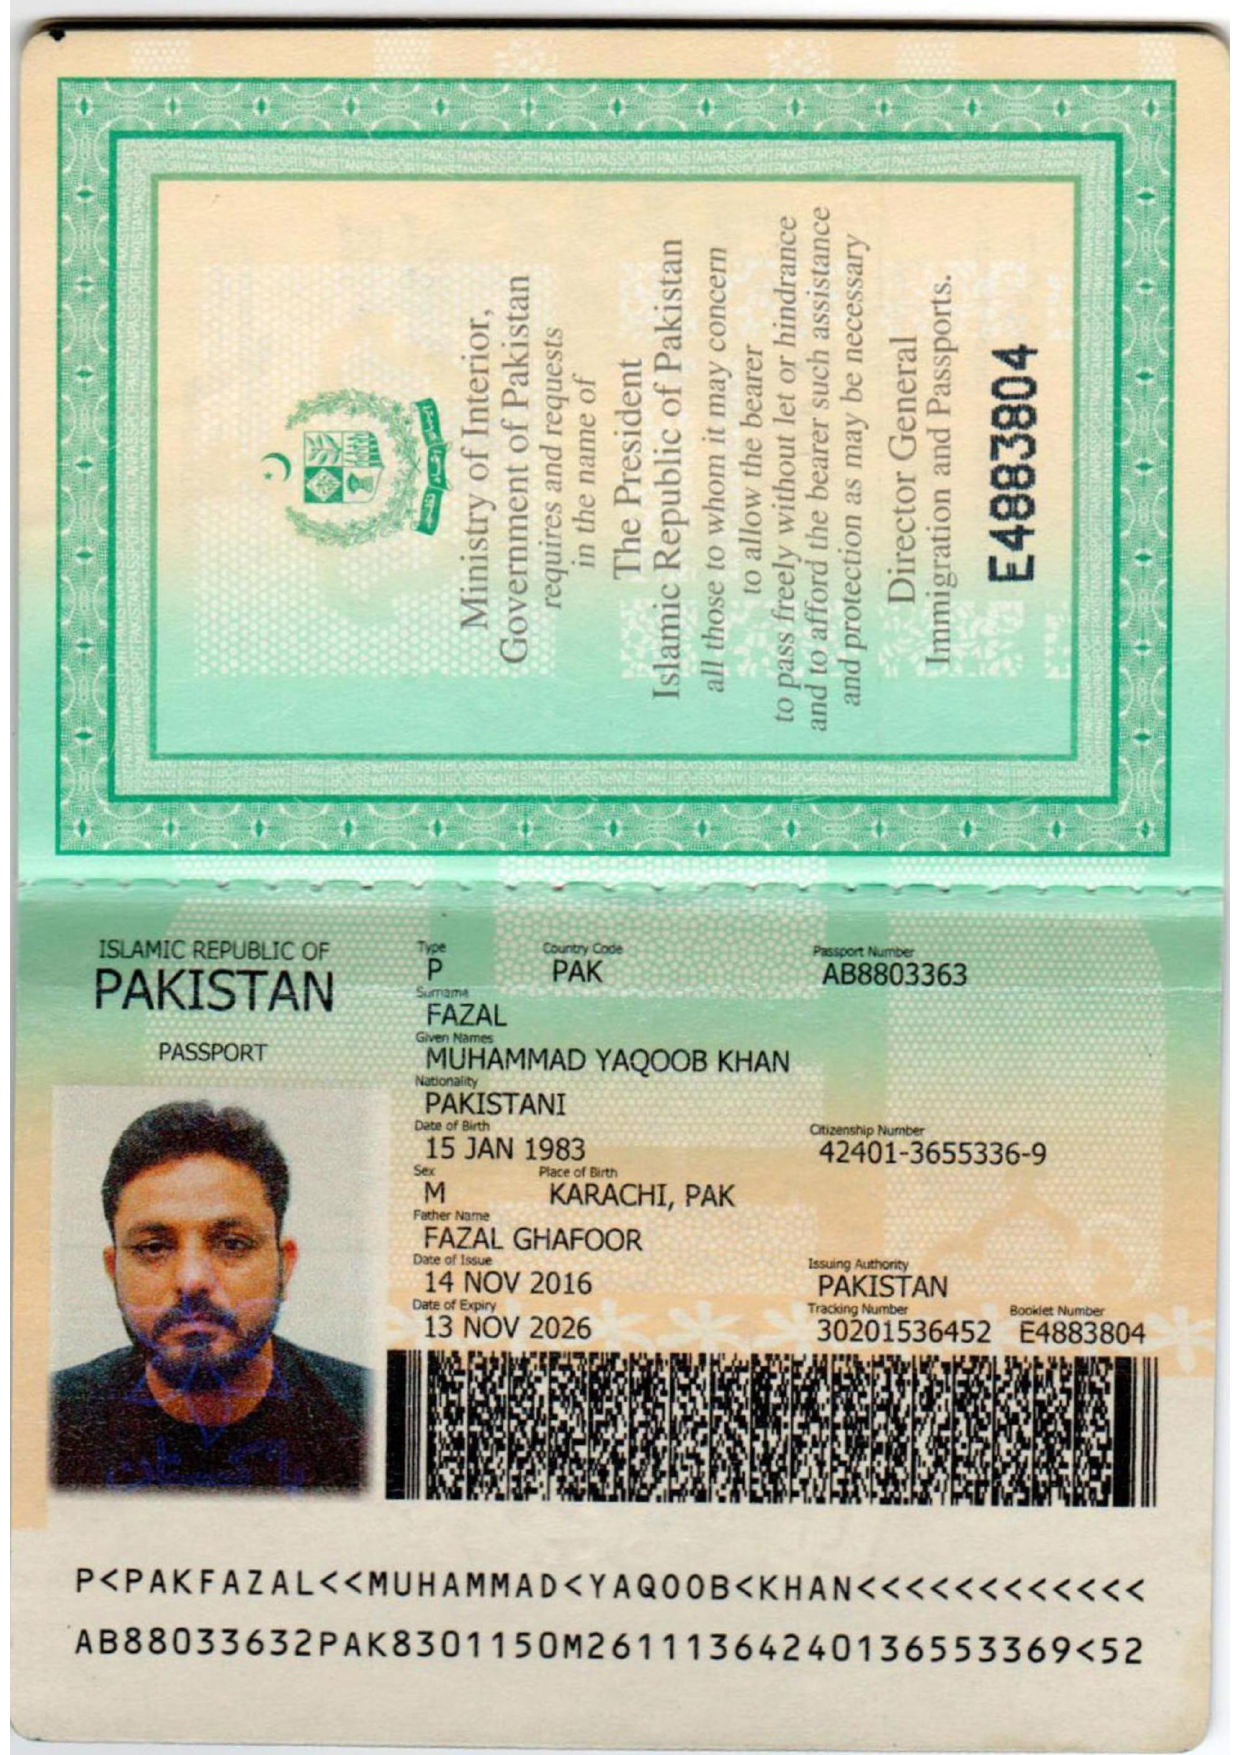 Ministry of Interior,
Government of Pakistan
requires and requests
in the name of
The President
Islamic Republic of Pakistan
all those to whom it may concern
to allow the bearer
to pass freely without let or hindrance
and to afford the bearer such assistance
and protection as may be necessary
Director General
Immigration and Passports.
E4883804
ISLAMIC REPUBLIC OF
PAKISTAN
PASSPORT
Type Country Code Passport Number
P PAK AB8803363
Surname
FAZAL
Given Names
MUHAMMAD YAQOOB KHAN
Nationality
PAKISTANI
Date of Birth Citizenship Number
15 JAN 1983 42401-3655336-9
Sex Place of Birth
M KARACHI, PAK
Father Name
FAZAL GHAFOOR
Date of Issue Issuing Authority
14 NOV 2016 PAKISTAN
Date of Expiry Tracking Number Booklet Number
13 NOV 2026 30201536452 E4883804
پاکستان
P<PAKFAZAL<<MUHAMMAD<YAQOOB<KHAN<<<<<<<<<<<<
AB88033632PAK8301150M2611136424013655336​9<52